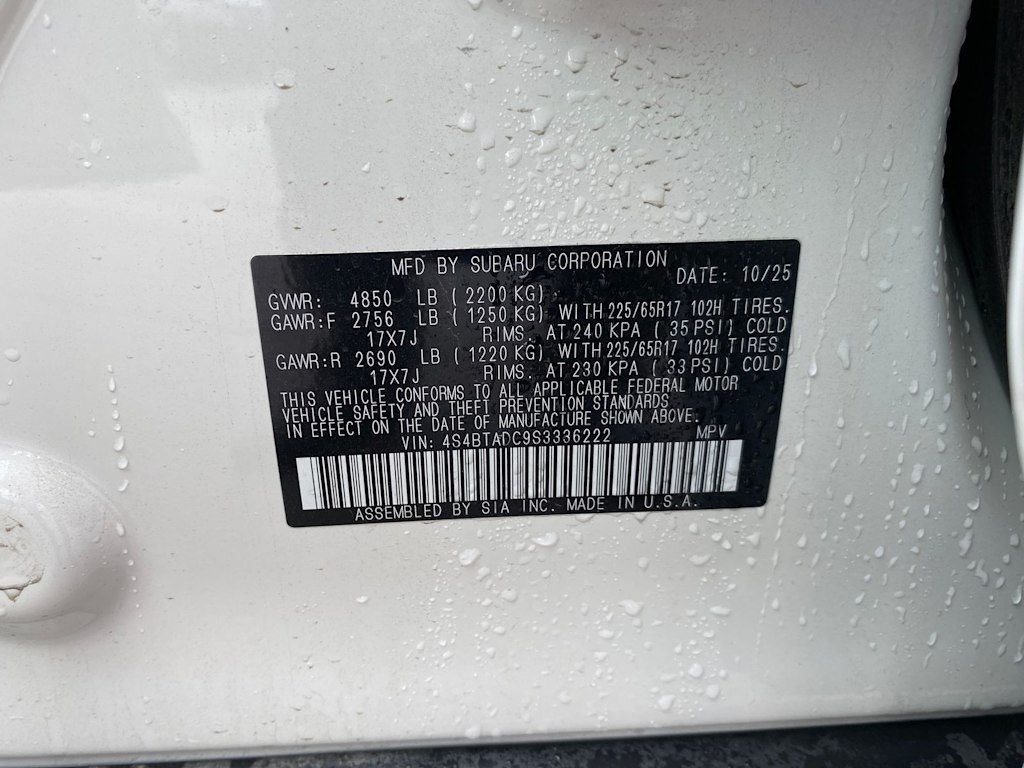 MFD BY SUBARU CORPORATION DATE: 10/25
GVWR: 4850 LB (2200 KG)
GAWR:F 2756 LB (1250 KG) WITH 225/65R17 102H TIRES.
17X7J RIMS. AT 240 KPA (35 PSI) COLD
GAWR:R 2690 LB (1220 KG) WITH 225/65R17 102H TIRES.
17X7J RIMS. AT 230 KPA (33 PSI) COLD
THIS VEHICLE CONFORMS TO ALL APPLICABLE FEDERAL MOTOR
VEHICLE SAFETY AND THEFT PREVENTION STANDARDS
IN EFFECT ON THE DATE OF MANUFACTURE SHOWN ABOVE.
VIN: 4S4BTADC9S3336222 MPV
ASSEMBLED BY SIA INC. MADE IN U.S.A.